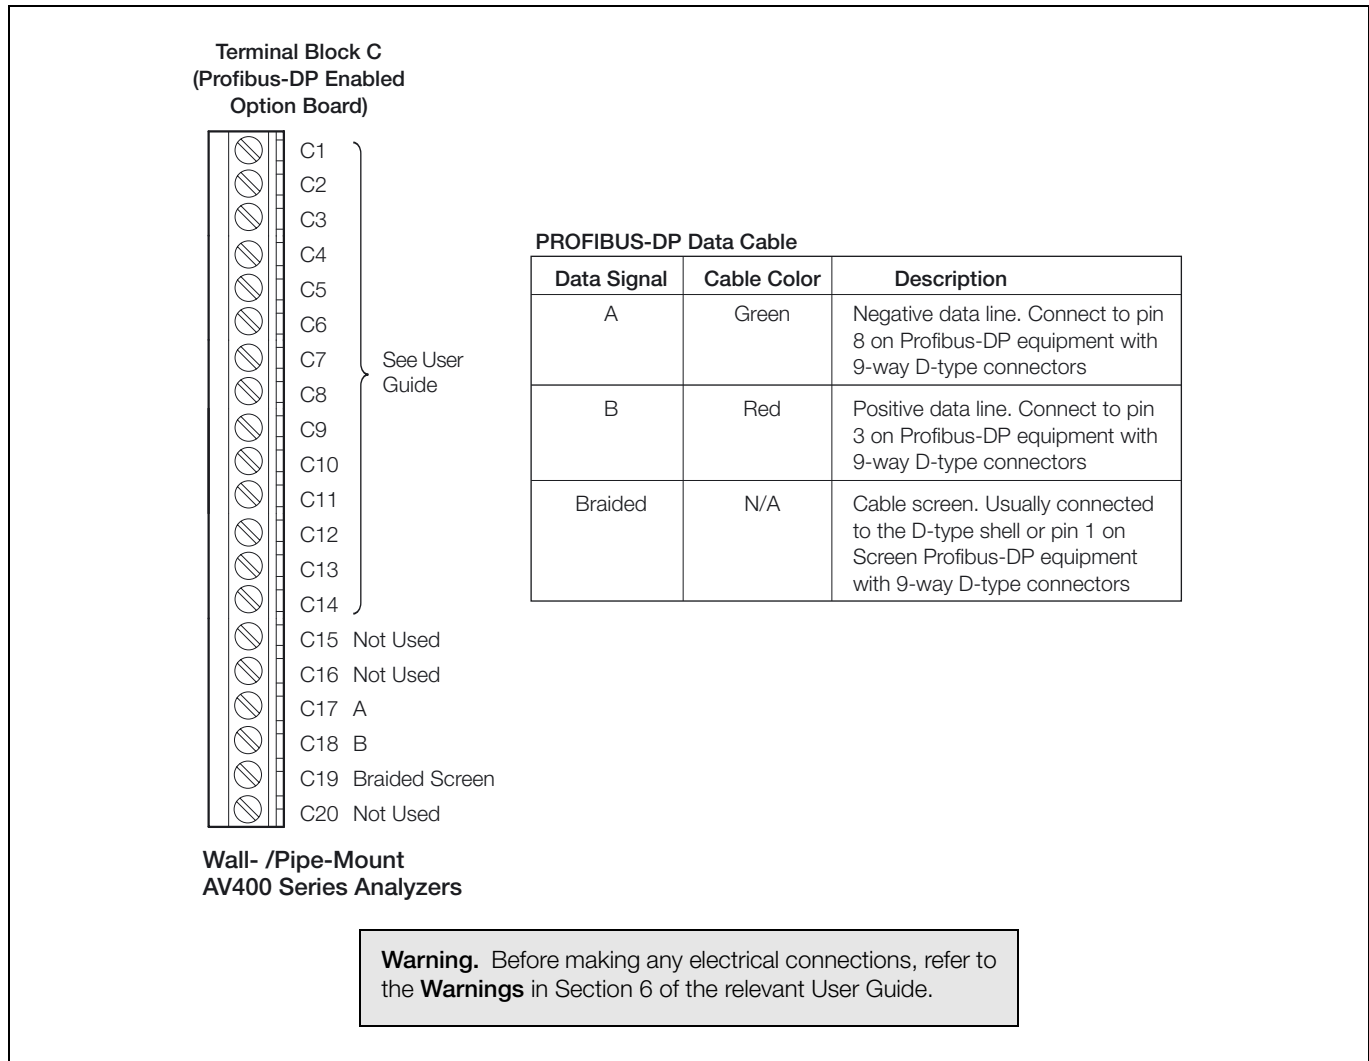 Terminal Block C
(Profibus-DP Enabled
Option Board)
C1
C2
C3
C4
C5
C6
C7
C8
C9
C10
C11
C12
C13
C14
See User
Guide
C15 Not Used
C16 Not Used
C17 A
C18 B
C19 Braided Screen
C20 Not Used
Wall- /Pipe-Mount
AV400 Series Analyzers
PROFIBUS-DP Data Cable
Data Signal Cable Color Description
A Green Negative data line. Connect to pin
8 on Profibus-DP equipment with
9-way D-type connectors
B Red Positive data line. Connect to pin
3 on Profibus-DP equipment with
9-way D-type connectors
Braided N/A Cable screen. Usually connected
to the D-type shell or pin 1 on
Screen Profibus-DP equipment
with 9-way D-type connectors
Warning. Before making any electrical connections, refer to
the Warnings in Section 6 of the relevant User Guide.